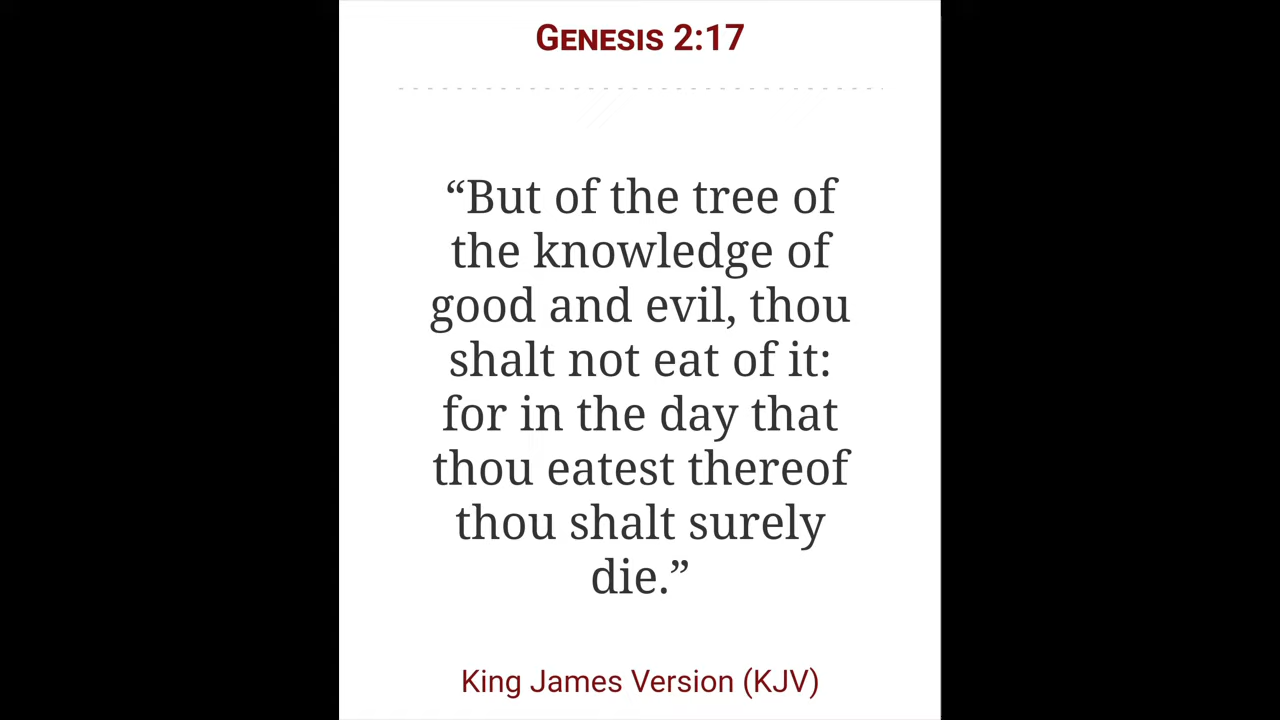 GENESIS 2:17
“But of the tree of
the knowledge of
good and evil, thou
shalt not eat of it:
for in the day that
thou eatest thereof
thou shalt surely
die.”
King James Version (KJV)